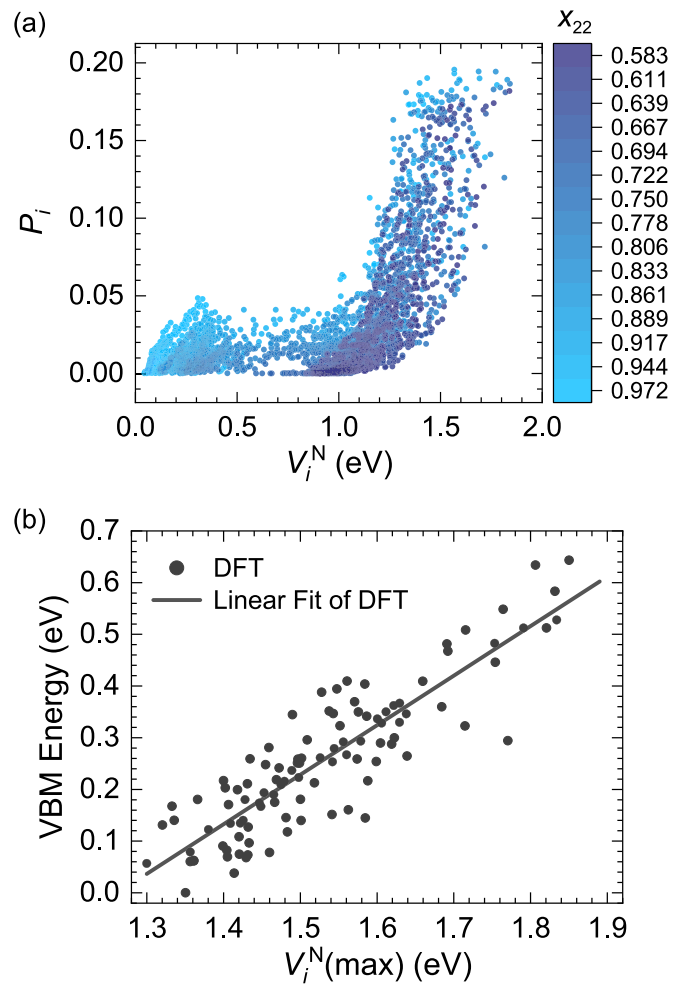 (a)
x₂₂
0.20
0.15
0.10
0.05
0.00
Pᵢ
0.0 0.5 1.0 1.5 2.0
Vᵢᴺ (eV)
0.583
0.611
0.639
0.667
0.694
0.722
0.750
0.778
0.806
0.833
0.861
0.889
0.917
0.944
0.972
(b)
0.7
0.6
0.5
0.4
0.3
0.2
0.1
0.0
VBM Energy (eV)
DFT
Linear Fit of DFT
1.3 1.4 1.5 1.6 1.7 1.8 1.9
Vᵢᴺ(max) (eV)